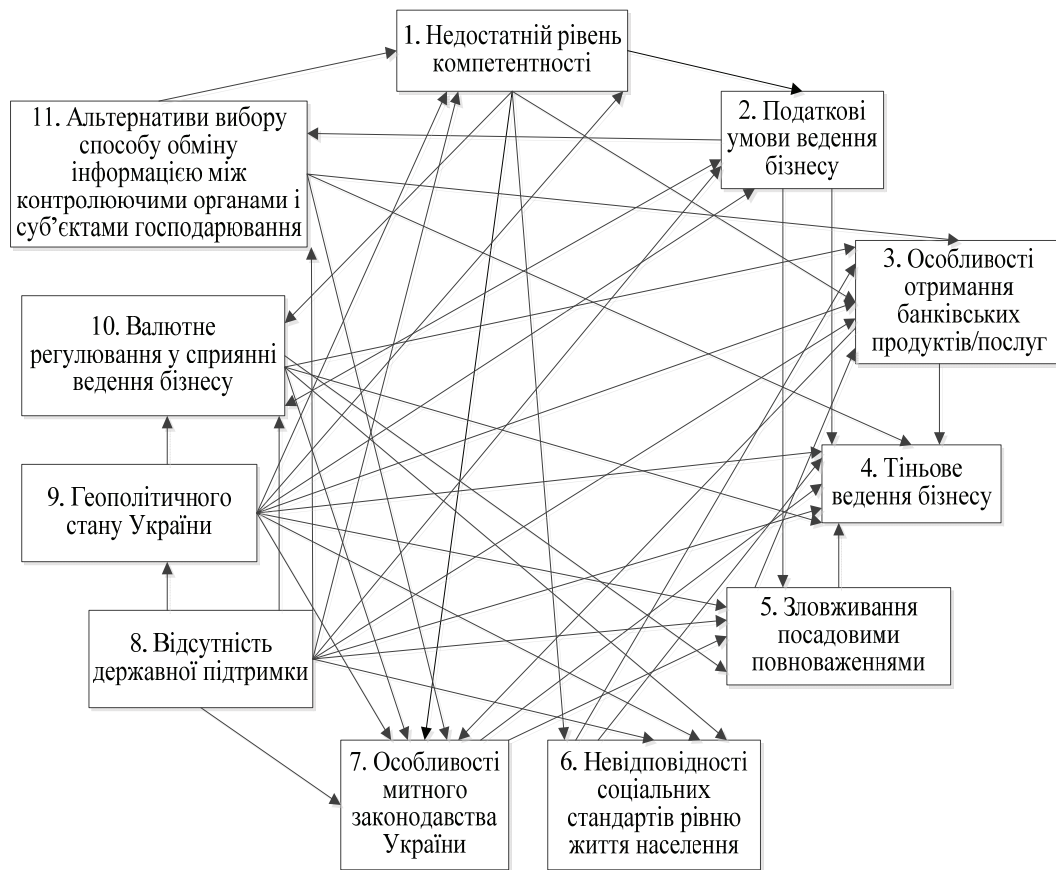 1. Недостатній рівень
компетентності
2. Податкові
умови ведення
бізнесу
3. Особливості
отримання
банківських
продуктів/послуг
4. Тіньове
ведення бізнесу
5. Зловживання
посадовими
повноваженнями
6. Невідповідності
соціальних
стандартів рівню
життя населення
7. Особливості
митного
законодавства
України
8. Відсутність
державної підтримки
9. Геополітичного
стану України
10. Валютне
регулювання у сприянні
ведення бізнесу
11. Альтернативи вибору
способу обміну
інформацією між
контролюючими органами і
суб’єктами господарювання